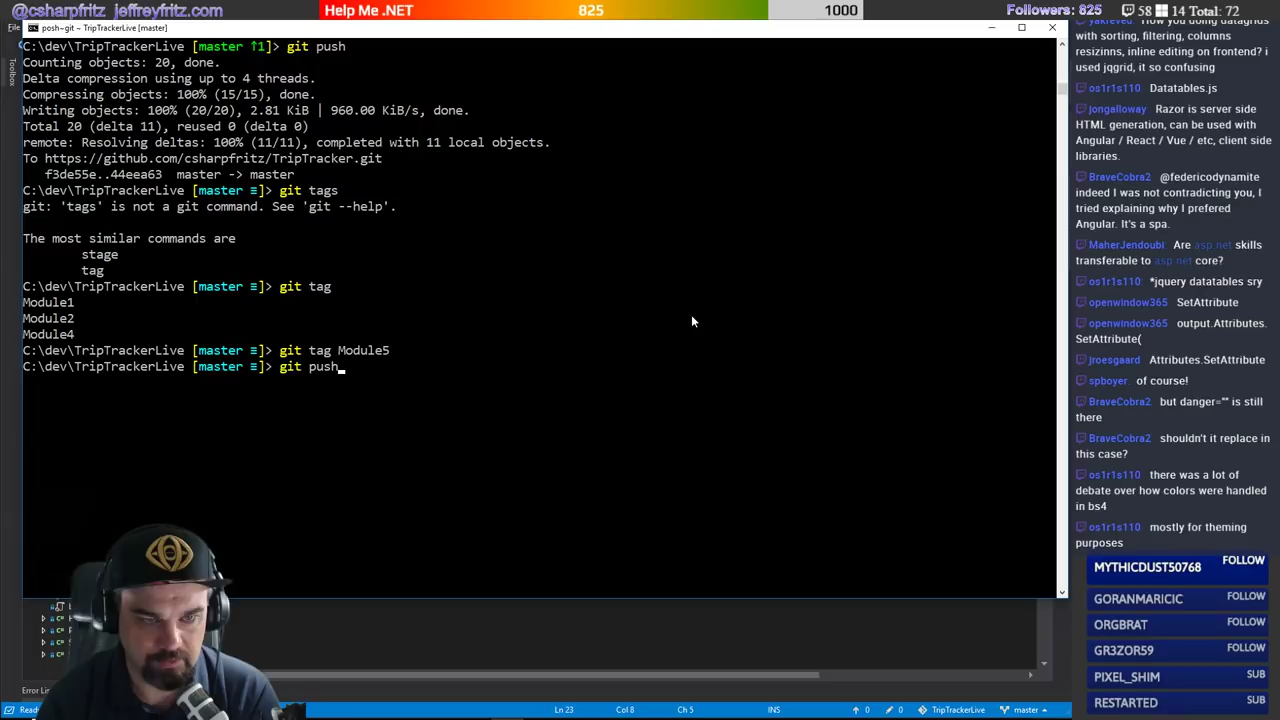 @csharpfritz jeffreyfritz.com
Help Me .NET
825
1000
Followers: 825
58
14 Total: 72
posh~git ~ TripTrackerLive [master]
Toolbox
C:\dev\TripTrackerLive [master ↑1]> git push
Counting objects: 20, done.
Delta compression using up to 4 threads.
Compressing objects: 100% (15/15), done.
Writing objects: 100% (20/20), 2.81 KiB | 960.00 KiB/s, done.
Total 20 (delta 11), reused 0 (delta 0)
remote: Resolving deltas: 100% (11/11), completed with 11 local objects.
To https://github.com/csharpfritz/TripTracker.git
f3de55e..44eea63 master -> master
C:\dev\TripTrackerLive [master ≡]> git tags
git: 'tags' is not a git command. See 'git --help'.
The most similar commands are
stage
tag
C:\dev\TripTrackerLive [master ≡]> git tag
Module1
Module2
Module4
C:\dev\TripTrackerLive [master ≡]> git tag Module5
C:\dev\TripTrackerLive [master ≡]> git push
with sorting, filtering, columns
resizinns, inline editing on frontend? i
used jqgrid, it so confusing
os1r1s110 Datatables.js
jongalloway Razor is server side
HTML generation, can be used with
Angular / React / Vue / etc, client side
libraries.
BraveCobra2 @federicodynamite
indeed I was not contradicting you, I
tried explaining why I prefered
Angular. It's a spa.
MaherJendoubi Are asp.net skills
transferable to asp.net core?
os1r1s110 *jquery datatables sry
openwindow365 SetAttribute
openwindow365 output.Attributes.
SetAttribute(
jroesgaard Attributes.SetAttribute
spboyer of course!
BraveCobra2 but danger="" is still
there
BraveCobra2 shouldn't it replace in
this case?
os1r1s110 there was a lot of
debate over how colors were handled
in bs4
os1r1s110 mostly for theming
purposes
MYTHICDUST50768 FOLLOW
GORANMARICIC FOLLOW
ORGBRAT FOLLOW
GR3ZOR59 FOLLOW
PIXEL_SHIM SUB
RESTARTED SUB
Error Li
Ready
Ln 23
Col 8
Ch 5
INS
0
0
TripTrackerLive
master